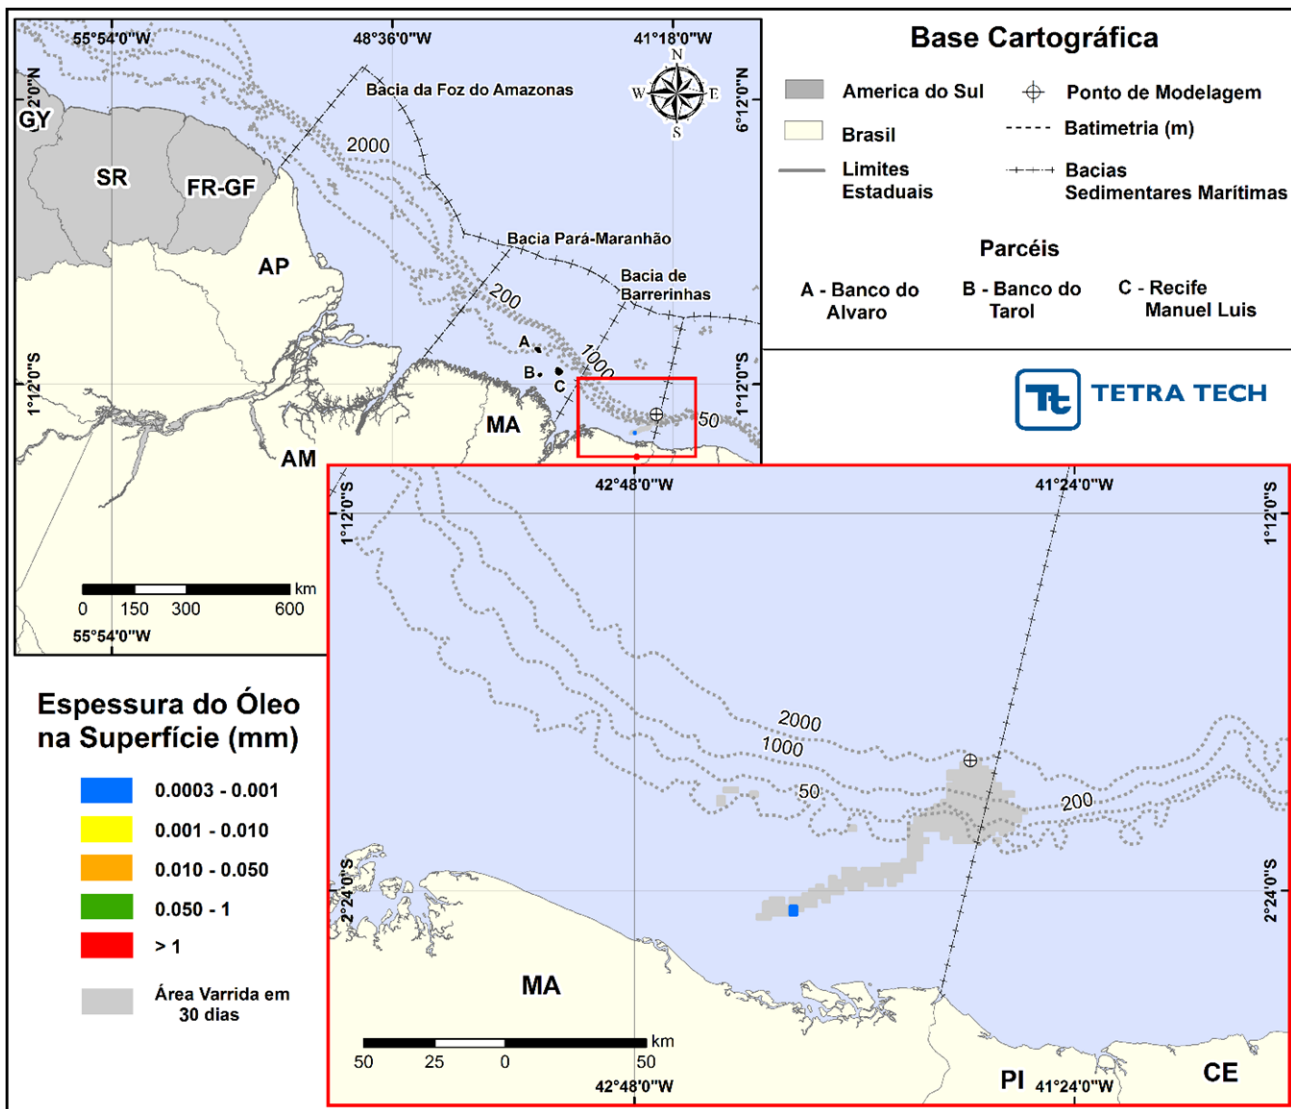 55°54'0"W
48°36'0"W
41°18'0"W
N
W
E
S
6°12'0"N
Bacia da Foz do Amazonas
GY
2000
SR
FR-GF
Bacia Pará-Maranhão
AP
Bacia de
Barrerinhas
200
A
1000
B
C
1°12'0"S
1°12'0"S
50
MA
AM
km
0 150 300 600
55°54'0"W
Base Cartográfica
America do Sul
Ponto de Modelagem
Brasil
Batimetria (m)
Limites
Estaduais
Bacias
Sedimentares Marítimas
Parcéis
A - Banco do
Alvaro
B - Banco do
Tarol
C - Recife
Manuel Luis
Tt TETRA TECH
42°48'0"W
41°24'0"W
1°12'0"S
1°12'0"S
2000
1000
50
200
2°24'0"S
2°24'0"S
MA
km
50 25 0 50
PI
CE
42°48'0"W
41°24'0"W
Espessura do Óleo
na Superfície (mm)
0.0003 - 0.001
0.001 - 0.010
0.010 - 0.050
0.050 - 1
> 1
Área Varrida em
30 dias